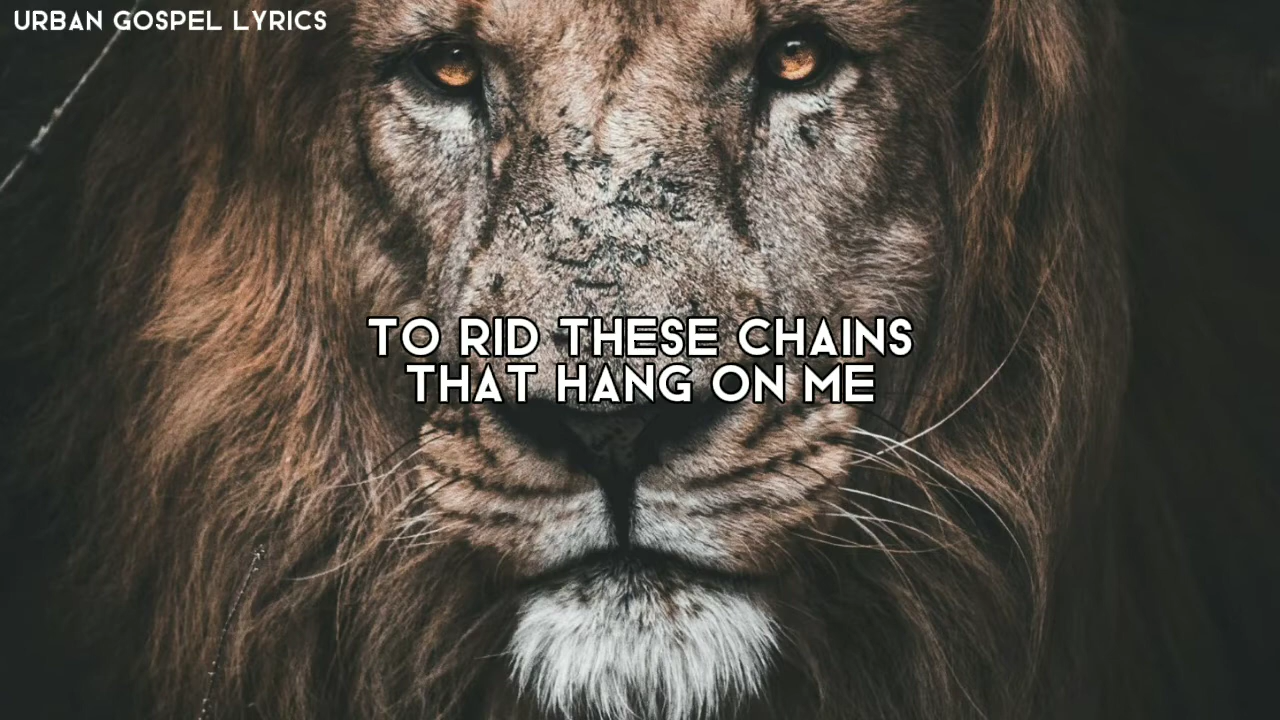 URBAN GOSPEL LYRICS
TO RID THESE CHAINS
THAT HANG ON ME